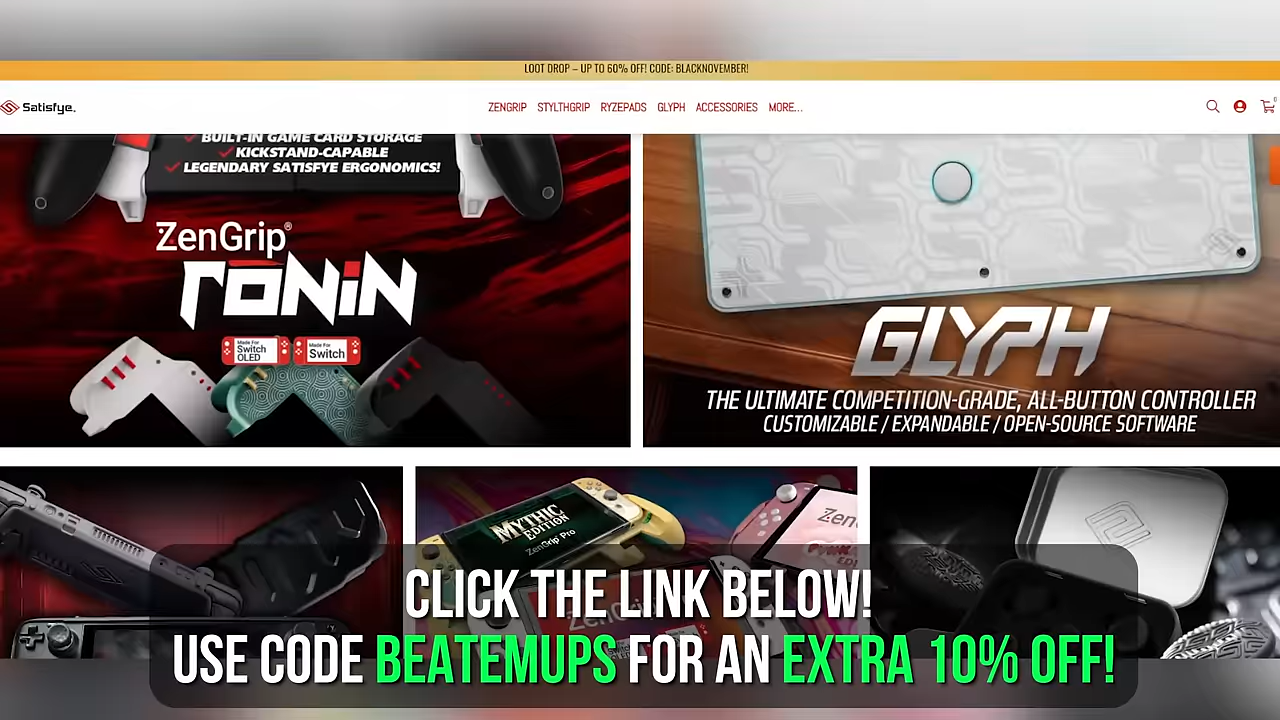 LOOT DROP – UP TO 60% OFF! CODE: BLACKNOVEMBER!
Satisfye
ZENGRIP STYLTHGRIP RYZEPADS GLYPH ACCESSORIES MORE...
0
BUILT-IN GAME CARD STORAGE
KICKSTAND-CAPABLE
LEGENDARY SATISFYE ERGONOMICS!
ZenGrip®
RONIN
Made For Switch OLED
Made For Switch
GLYPH
THE ULTIMATE COMPETITION-GRADE, ALL-BUTTON CONTROLLER
CUSTOMIZABLE / EXPANDABLE / OPEN-SOURCE SOFTWARE
MYTHIC
EDITION
ZenGrip Pro
Zen
CLICK THE LINK BELOW!
USE CODE BEATEMUPS FOR AN EXTRA 10% OFF!